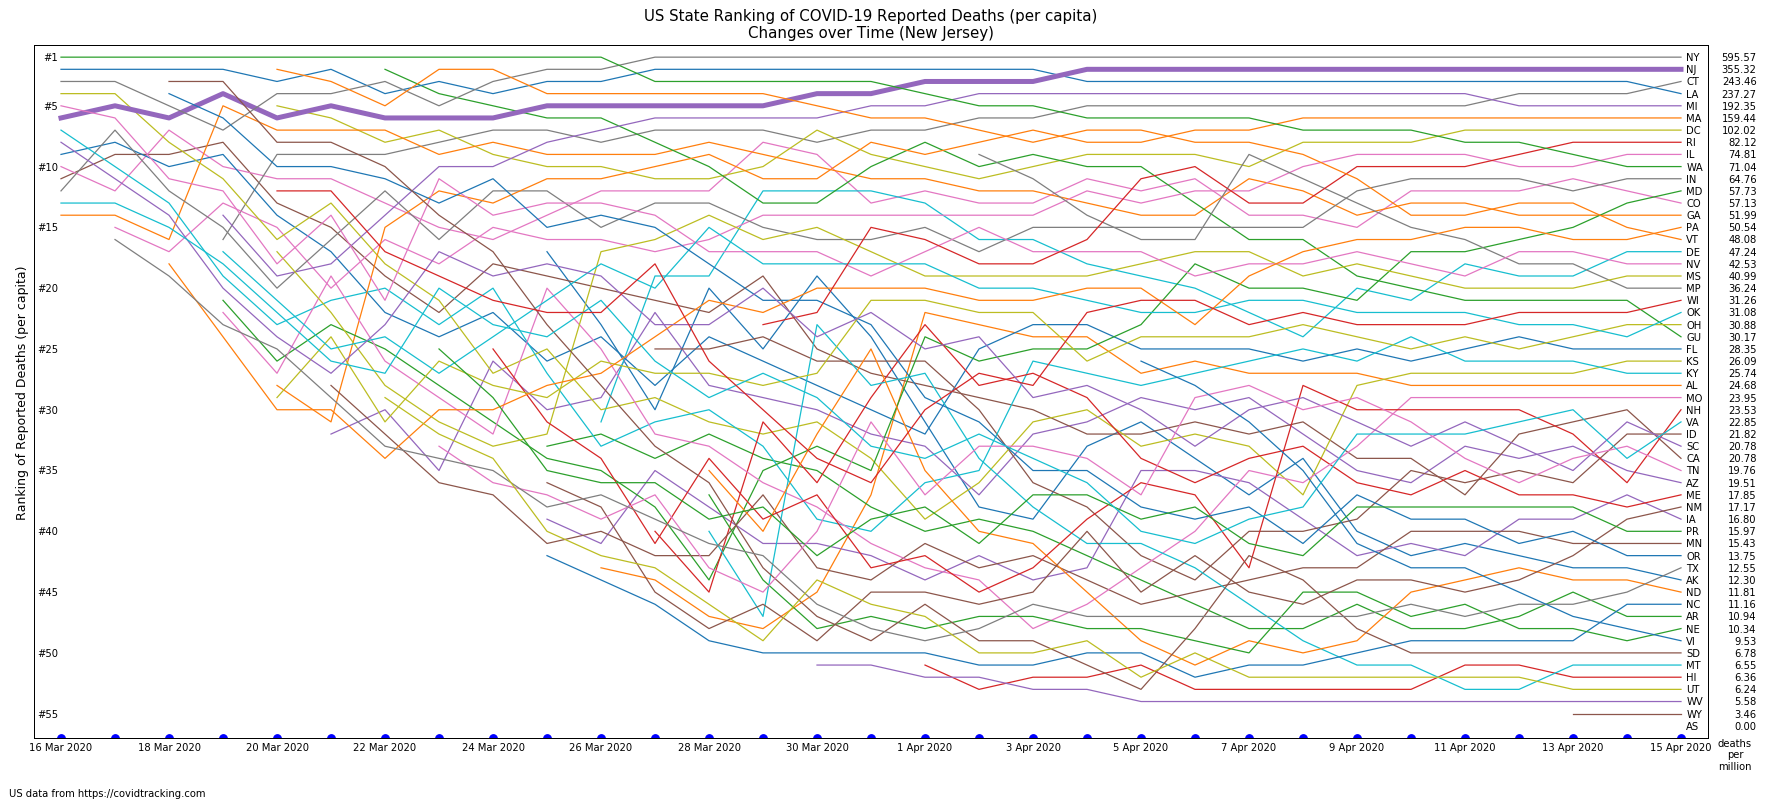 US State Ranking of COVID-19 Reported Deaths (per capita)
Changes over Time (New Jersey)
Ranking of Reported Deaths (per capita)
#1
#5
#10
#15
#20
#25
#30
#35
#40
#45
#50
#55
NY 595.57
NJ 355.32
CT 243.46
LA 237.27
MI 192.35
MA 159.44
DC 102.02
RI 82.12
IL 74.81
WA 71.04
IN 64.76
MD 57.73
CO 57.13
GA 51.99
PA 50.54
VT 48.08
DE 47.24
NV 42.53
MS 40.99
MP 36.24
WI 31.26
OK 31.08
OH 30.88
GU 30.17
FL 28.35
KS 26.09
KY 25.74
AL 24.68
MO 23.95
NH 23.53
VA 22.85
ID 21.82
SC 20.78
CA 20.78
TN 19.76
AZ 19.51
ME 17.85
NM 17.17
IA 16.80
PR 15.97
MN 15.43
OR 13.75
TX 12.55
AK 12.30
ND 11.81
NC 11.16
AR 10.94
NE 10.34
VI 9.53
SD 6.78
MT 6.55
HI 6.36
UT 6.24
WV 5.58
WY 3.46
AS 0.00
16 Mar 2020 18 Mar 2020 20 Mar 2020 22 Mar 2020 24 Mar 2020 26 Mar 2020 28 Mar 2020 30 Mar 2020 1 Apr 2020 3 Apr 2020 5 Apr 2020 7 Apr 2020 9 Apr 2020 11 Apr 2020 13 Apr 2020 15 Apr 2020
deaths
per
million
US data from https://covidtracking.com